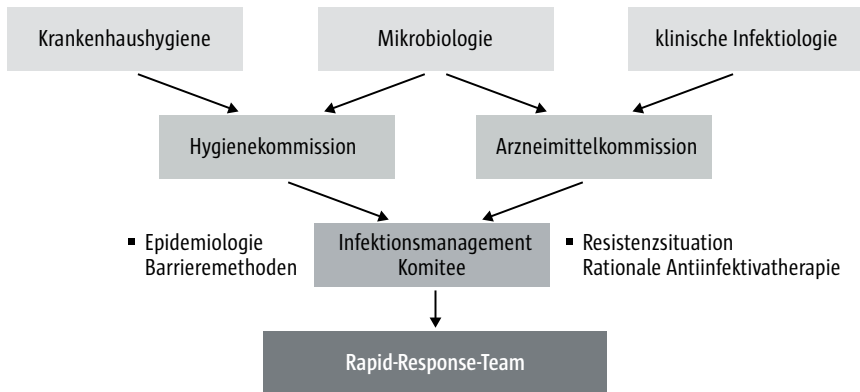 Krankenhaushygiene
Mikrobiologie
klinische Infektiologie
Hygienekommission
Arzneimittelkommission
▪ Epidemiologie
Barrieremethoden
Infektionsmanagement
Komitee
▪ Resistenzsituation
Rationale Antiinfektivatherapie
Rapid-Response-Team